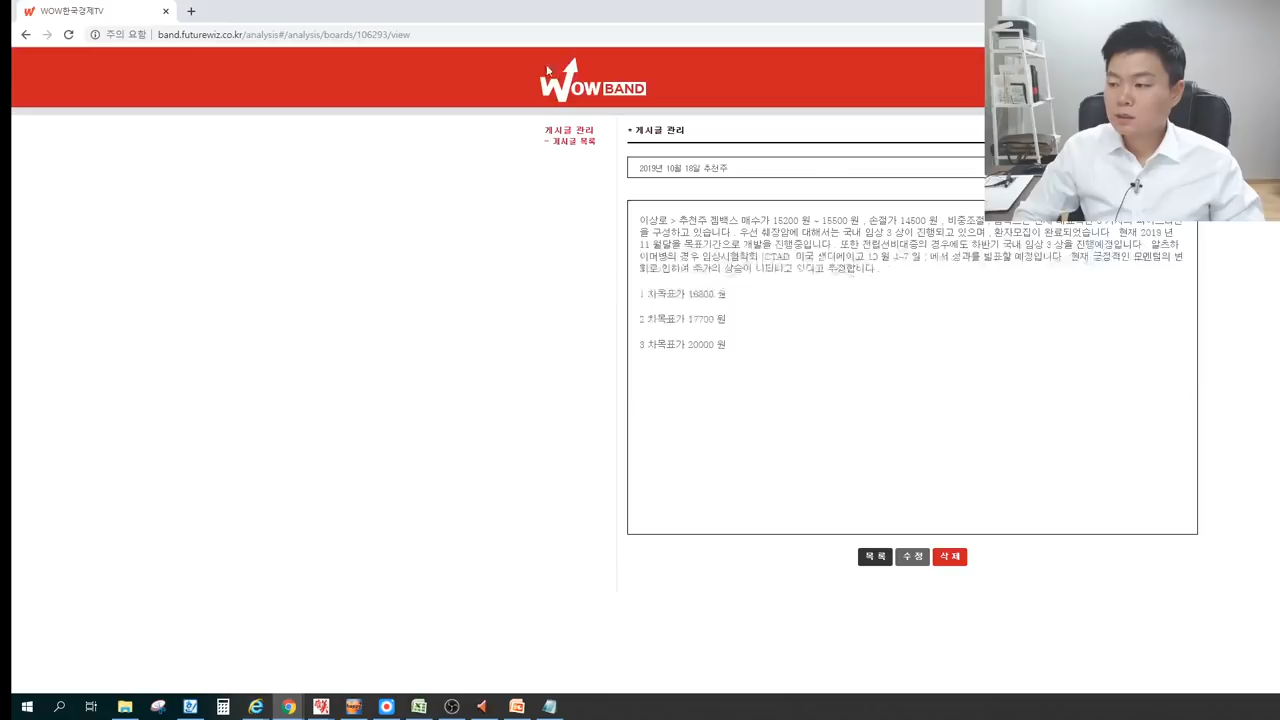 WOW한국경제TV
주의 요함
band.futurewiz.co.kr/analysis#/analysis/boards/106293/view
WOW BAND
게시글 관리
- 게시글 목록
* 게시글 관리
2019년 10월 18일 추천주
이상로 > 추천주 젬백스 매수가 15200 원 ~ 15500 원 , 손절가 14500 원 , 비중조절
을 구성하고 있습니다 . 우선 췌장암에 대해서는 국내 임상 3 상이 진행되고 있으며 , 환자모집이 완료되었습니다 . 현재 2019 년
11 월달을 목표기간으로 개발을 진행중입니다 . 또한 전립선비대증의 경우에도 하반기 국내 임상 3 상을 진행예정입니다 . 알츠하
이머병의 경우 임상시험학회 (CTAD, 미국 샌디에이고 12 월 4~7 일 ) 에서 성과를 발표할 예정입니다 . 현재 긍정적인 모멘텀의 변
화로 인하여 주가의 상승이 나타나고 있다고 판단합니다 .
1 차목표가 16800 원
2 차목표가 17700 원
3 차목표가 20000 원
목록 수정 삭제